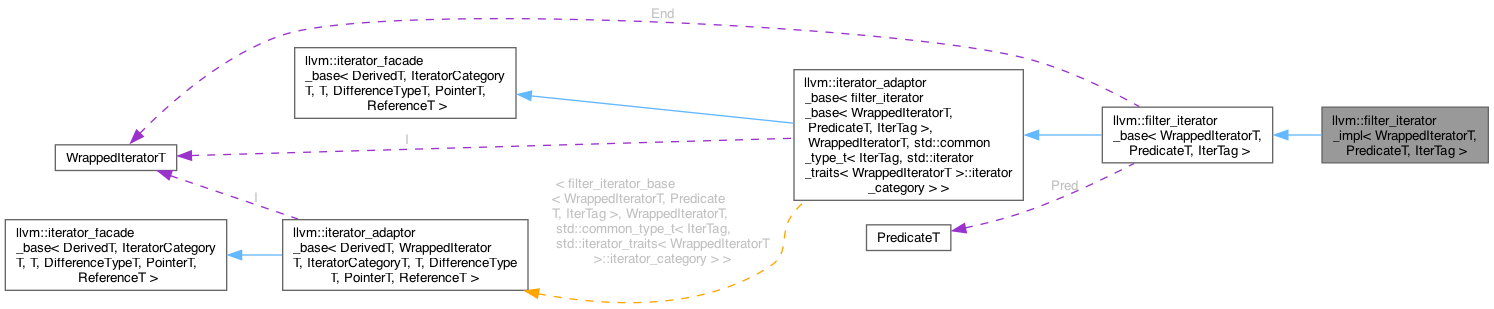 End
llvm::iterator_facade
_base< DerivedT, IteratorCategory
T, T, DifferenceTypeT, PointerT,
ReferenceT >
llvm::iterator_adaptor
_base< filter_iterator
_base< WrappedIteratorT,
PredicateT, IterTag >,
WrappedIteratorT, std::common
_type_t< IterTag, std::iterator
_traits< WrappedIteratorT >::iterator
_category > >
llvm::filter_iterator
_base< WrappedIteratorT,
PredicateT, IterTag >
llvm::filter_iterator
_impl< WrappedIteratorT,
PredicateT, IterTag >
I
WrappedIteratorT
I
< filter_iterator_base
< WrappedIteratorT, Predicate
T, IterTag >, WrappedIteratorT,
std::common_type_t< IterTag,
std::iterator_traits< WrappedIteratorT
>::iterator_category > >
Pred
PredicateT
llvm::iterator_facade
_base< DerivedT, IteratorCategory
T, T, DifferenceTypeT, PointerT,
ReferenceT >
llvm::iterator_adaptor
_base< DerivedT, WrappedIterator
T, IteratorCategoryT, T, DifferenceType
T, PointerT, ReferenceT >